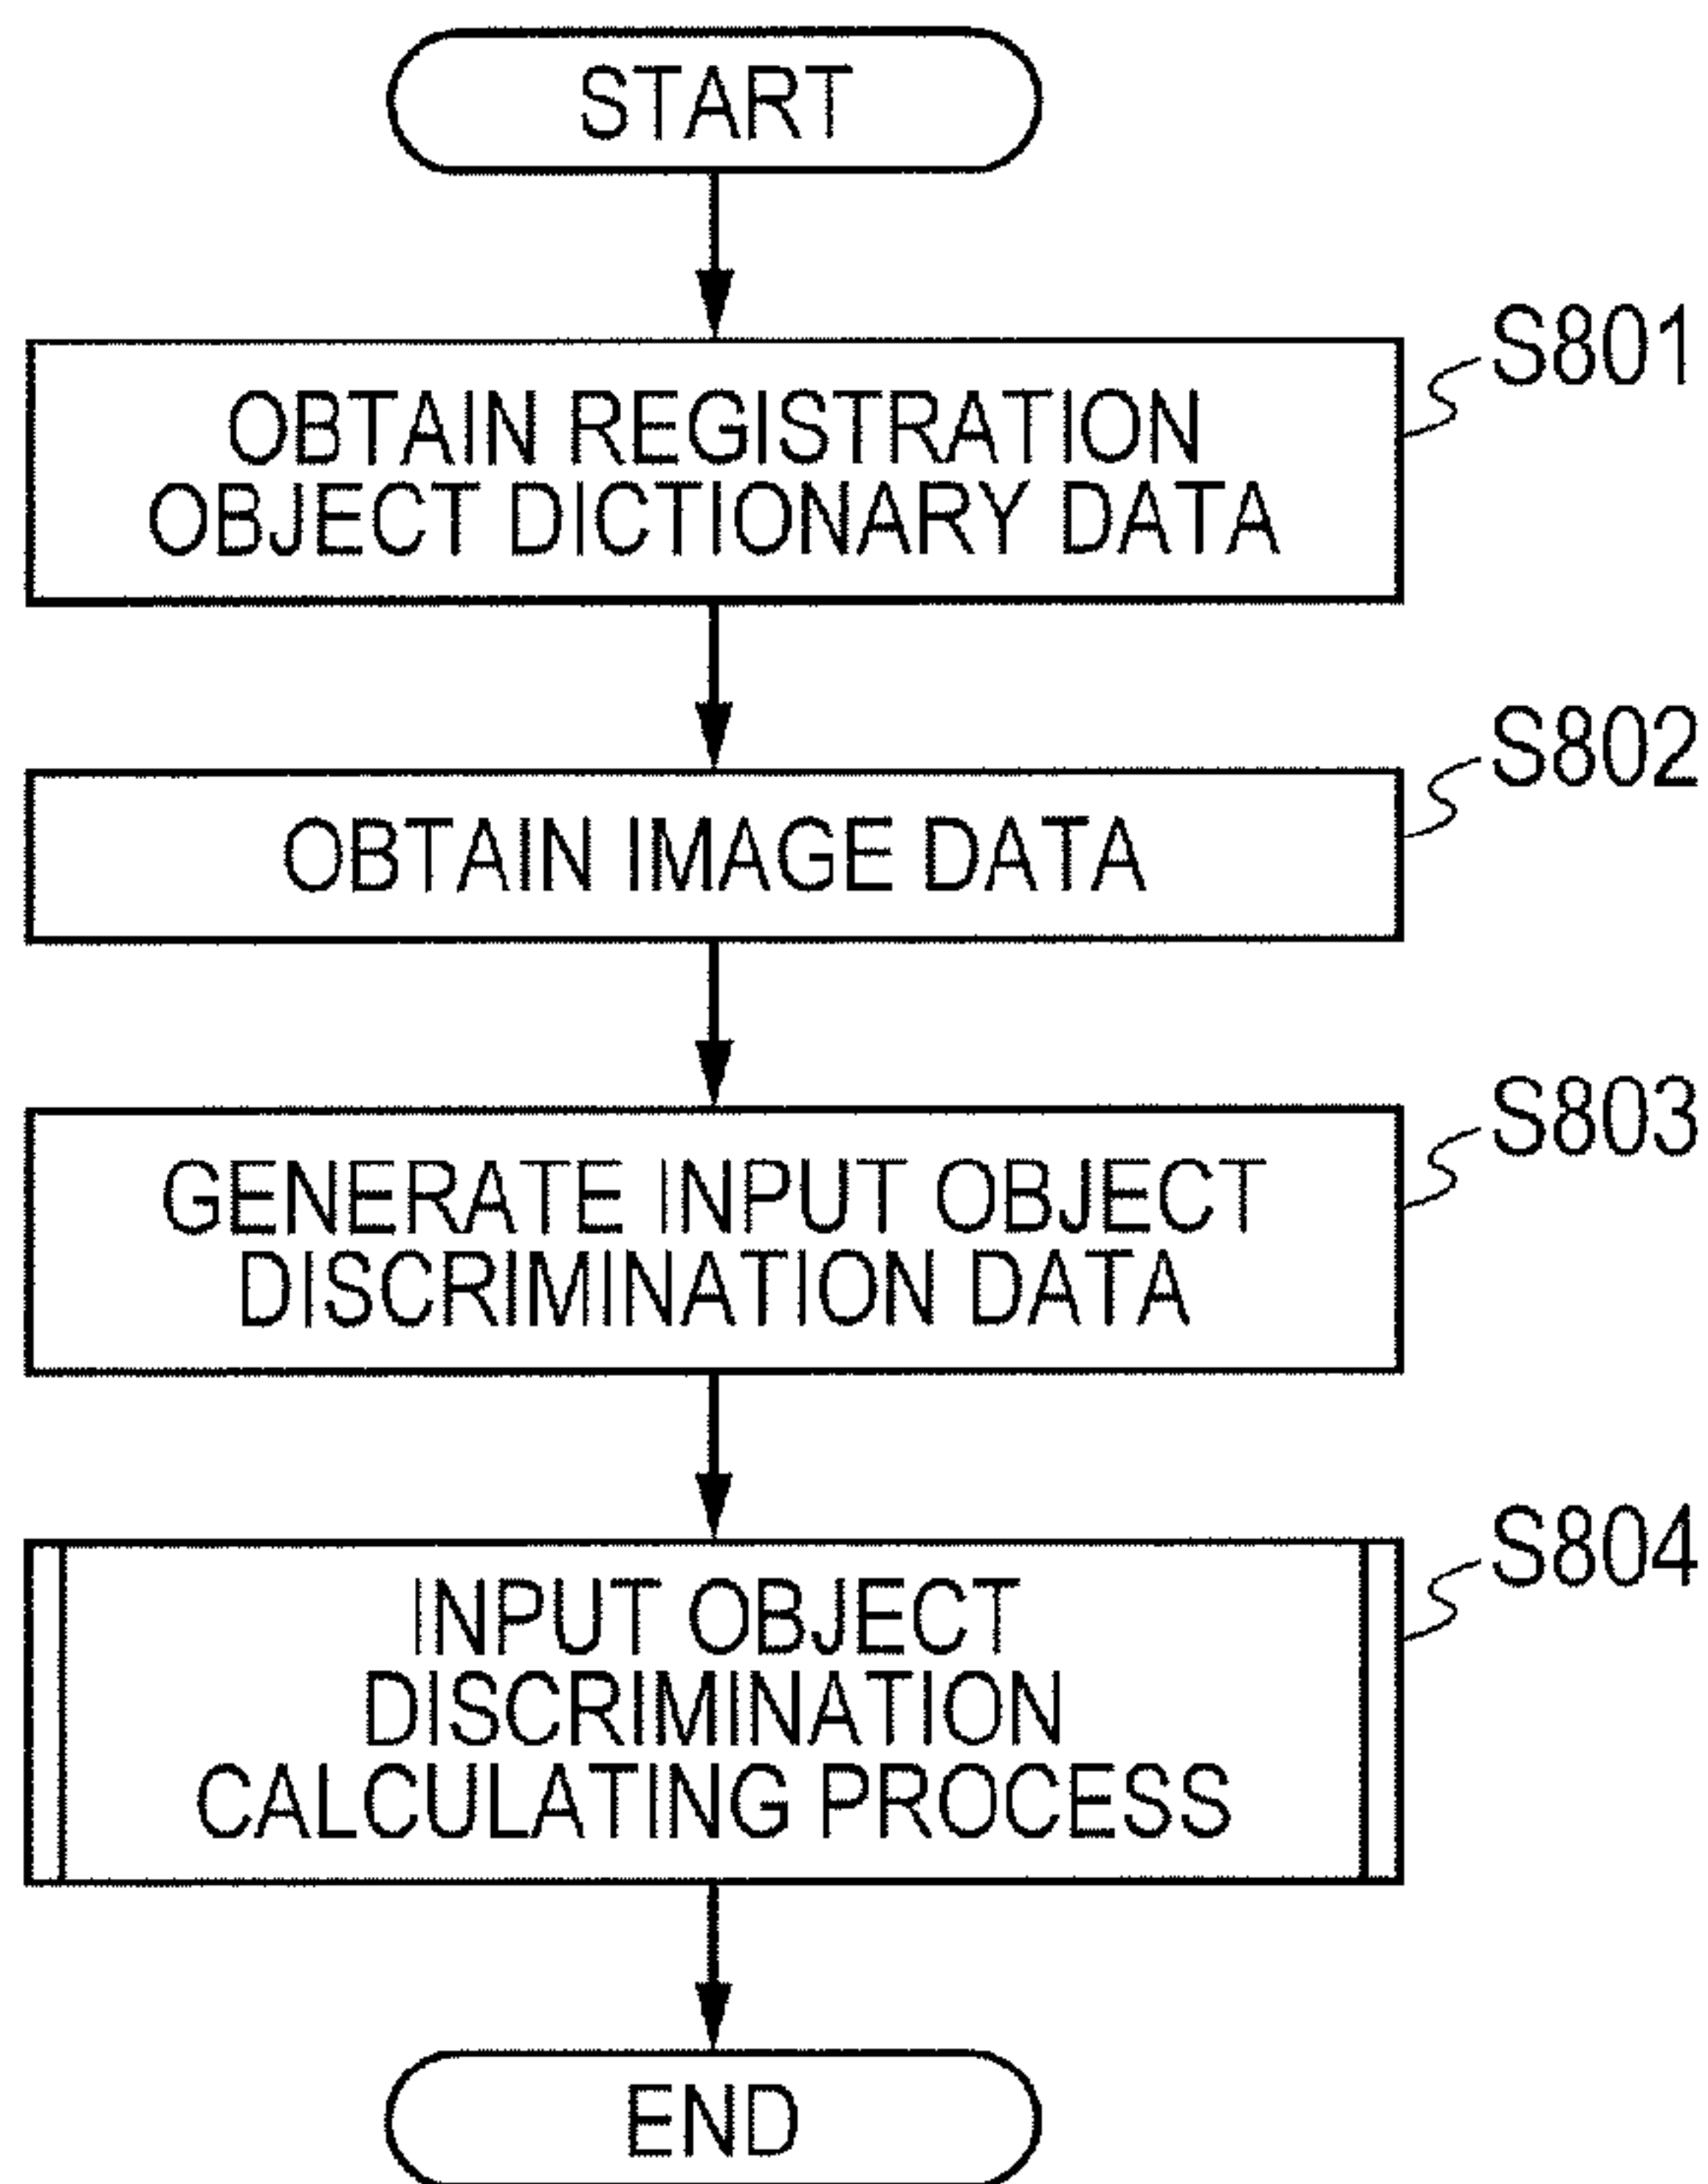 START
S801
OBTAIN REGISTRATION
OBJECT DICTIONARY DATA
S802
OBTAIN IMAGE DATA
S803
GENERATE INPUT OBJECT
DISCRIMINATION DATA
S804
INPUT OBJECT
DISCRIMINATION
CALCULATING PROCESS
END